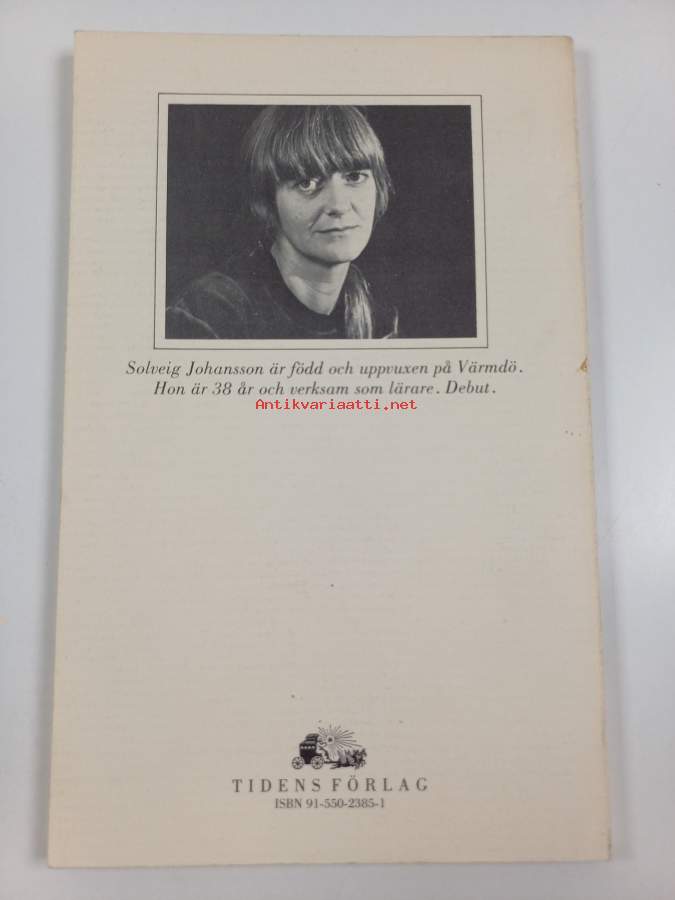 Solveig Johansson är född och uppvuxen på Värmdö.
Hon är 38 år och verksam som lärare. Debut.
Antikvariaatti.net
TIDENS FÖRLAG
ISBN 91-550-2385-1